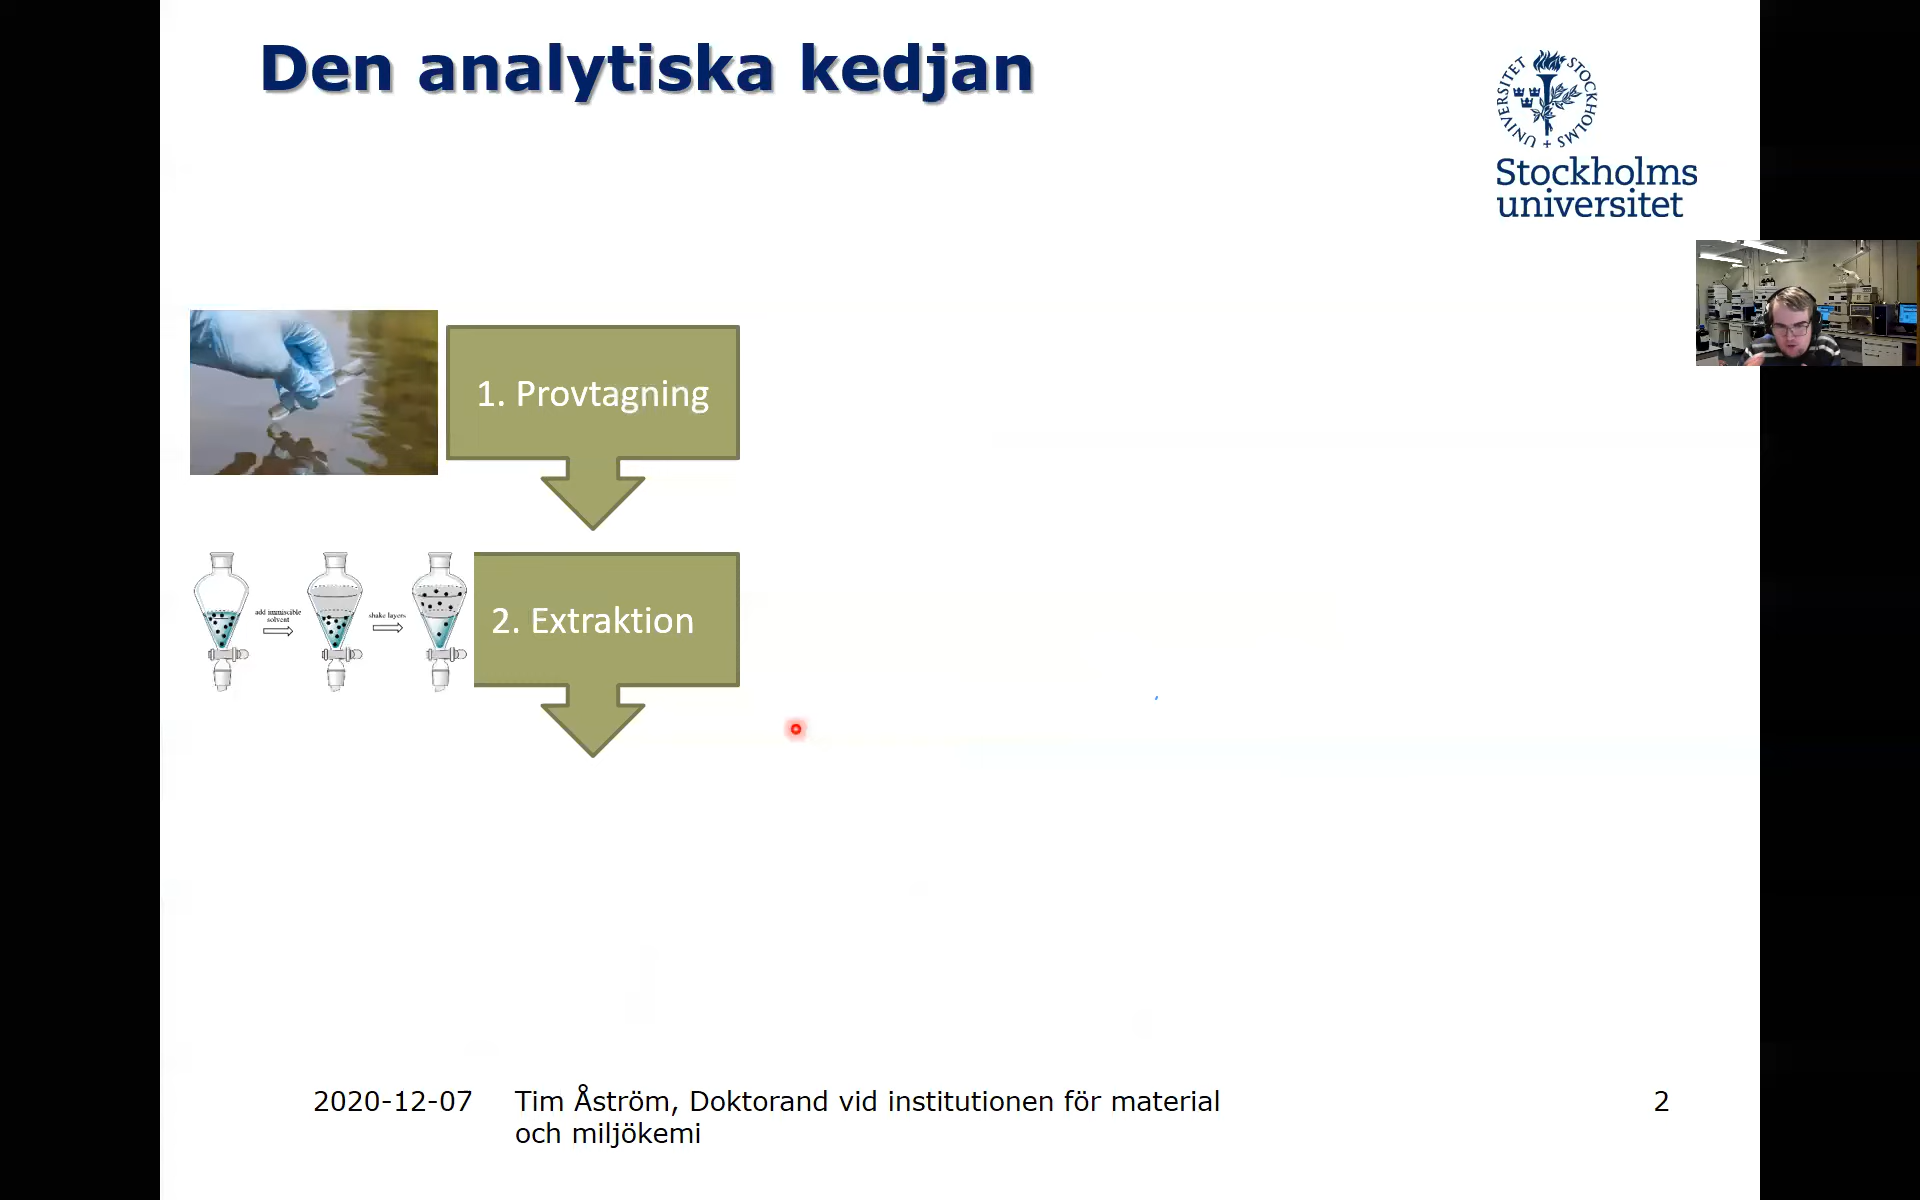 Den analytiska kedjan
STOCKHOLMS UNIVERSITET
Stockholms
universitet
1. Provtagning
add immiscible
solvent
shake layers
2. Extraktion
2020-12-07
Tim Åström, Doktorand vid institutionen för material
och miljökemi
2